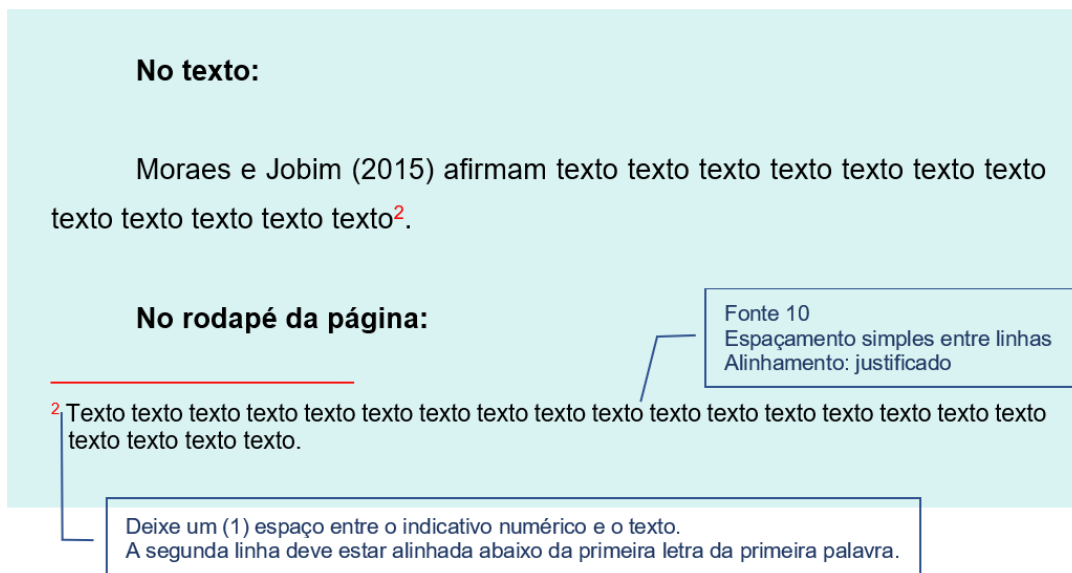 No texto:
Moraes e Jobim (2015) afirmam texto texto texto texto texto texto texto
texto texto texto texto texto².
No rodapé da página:
Fonte 10
Espaçamento simples entre linhas
Alinhamento: justificado
² Texto texto texto texto texto texto texto texto texto texto texto texto texto texto texto texto texto
texto texto texto texto.
Deixe um (1) espaço entre o indicativo numérico e o texto.
A segunda linha deve estar alinhada abaixo da primeira letra da primeira palavra.